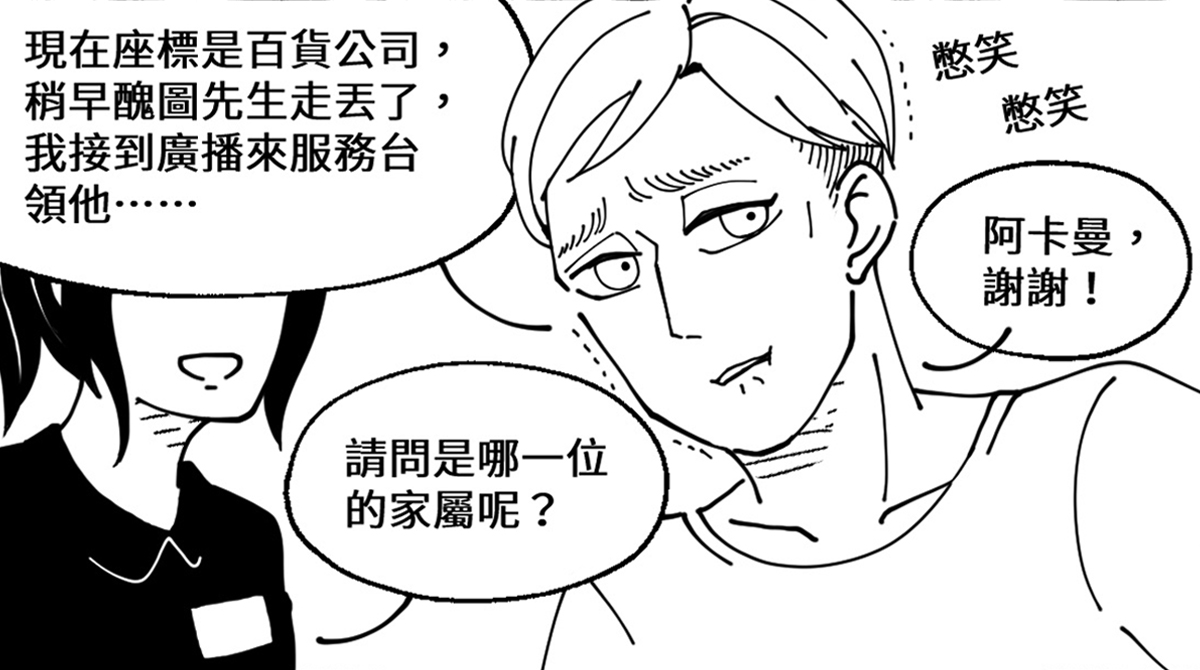 現在座標是百貨公司，
稍早醜圖先生走丟了，
我接到廣播來服務台
領他⋯⋯
憋笑
憋笑
請問是哪一位
的家屬呢？
阿卡曼，
謝謝！